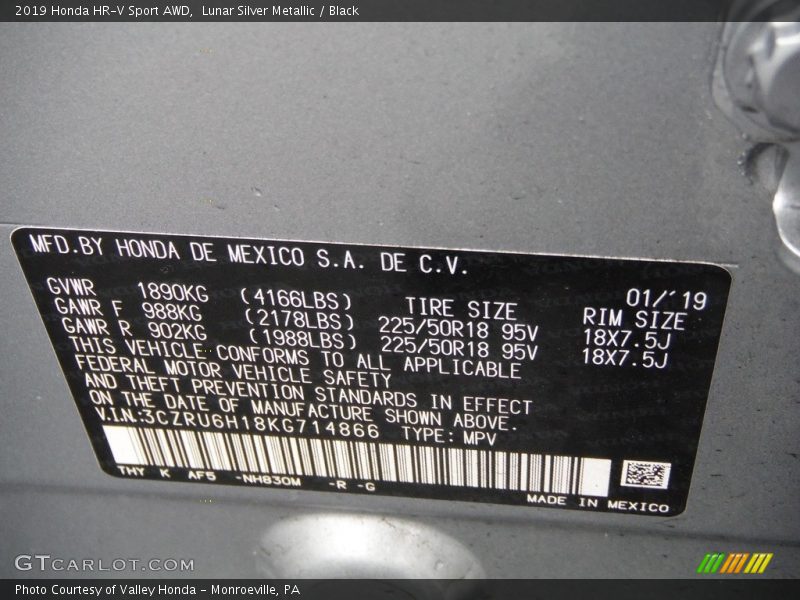 2019 Honda HR-V Sport AWD,  Lunar Silver Metallic / Black
MFD.BY HONDA DE MEXICO S.A. DE C.V.
01/'19
GVWR 1890KG (4166LBS) TIRE SIZE RIM SIZE
GAWR F 988KG (2178LBS) 225/50R18 95V 18X7.5J
GAWR R 902KG (1988LBS) 225/50R18 95V 18X7.5J
THIS VEHICLE CONFORMS TO ALL APPLICABLE
FEDERAL MOTOR VEHICLE SAFETY
AND THEFT PREVENTION STANDARDS IN EFFECT
ON THE DATE OF MANUFACTURE SHOWN ABOVE.
V.I.N:3CZRU6H18KG714866 TYPE: MPV
THY K AF5 -NH830M -R -G
MADE IN MEXICO
GTCARLOT.COM
Photo Courtesy of Valley Honda - Monroeville, PA